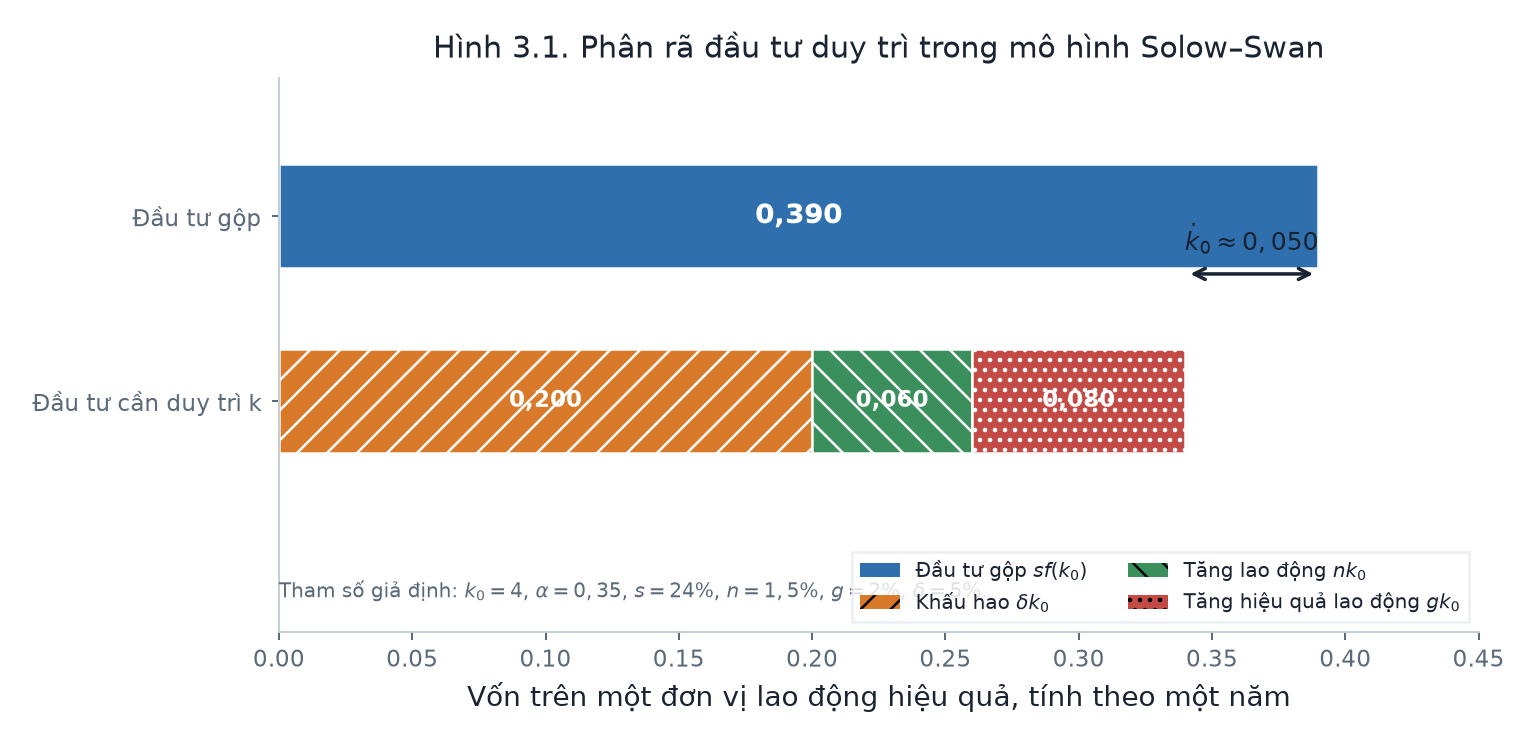 Hình 3.1. Phân rã đầu tư duy trì trong mô hình Solow–Swan
Đầu tư gộp
0,390
k̇₀ ≈ 0, 050
Đầu tư cần duy trì k
0,200
0,060
0,080
Tham số giả định: k₀ = 4, α = 0, 35, s = 24%, n = 1, 5%, g = 2%, δ = 5%.
Đầu tư gộp sf(k₀)
Khấu hao δk₀
Tăng lao động nk₀
Tăng hiệu quả lao động gk₀
0.00 0.05 0.10 0.15 0.20 0.25 0.30 0.35 0.40 0.45
Vốn trên một đơn vị lao động hiệu quả, tính theo một năm